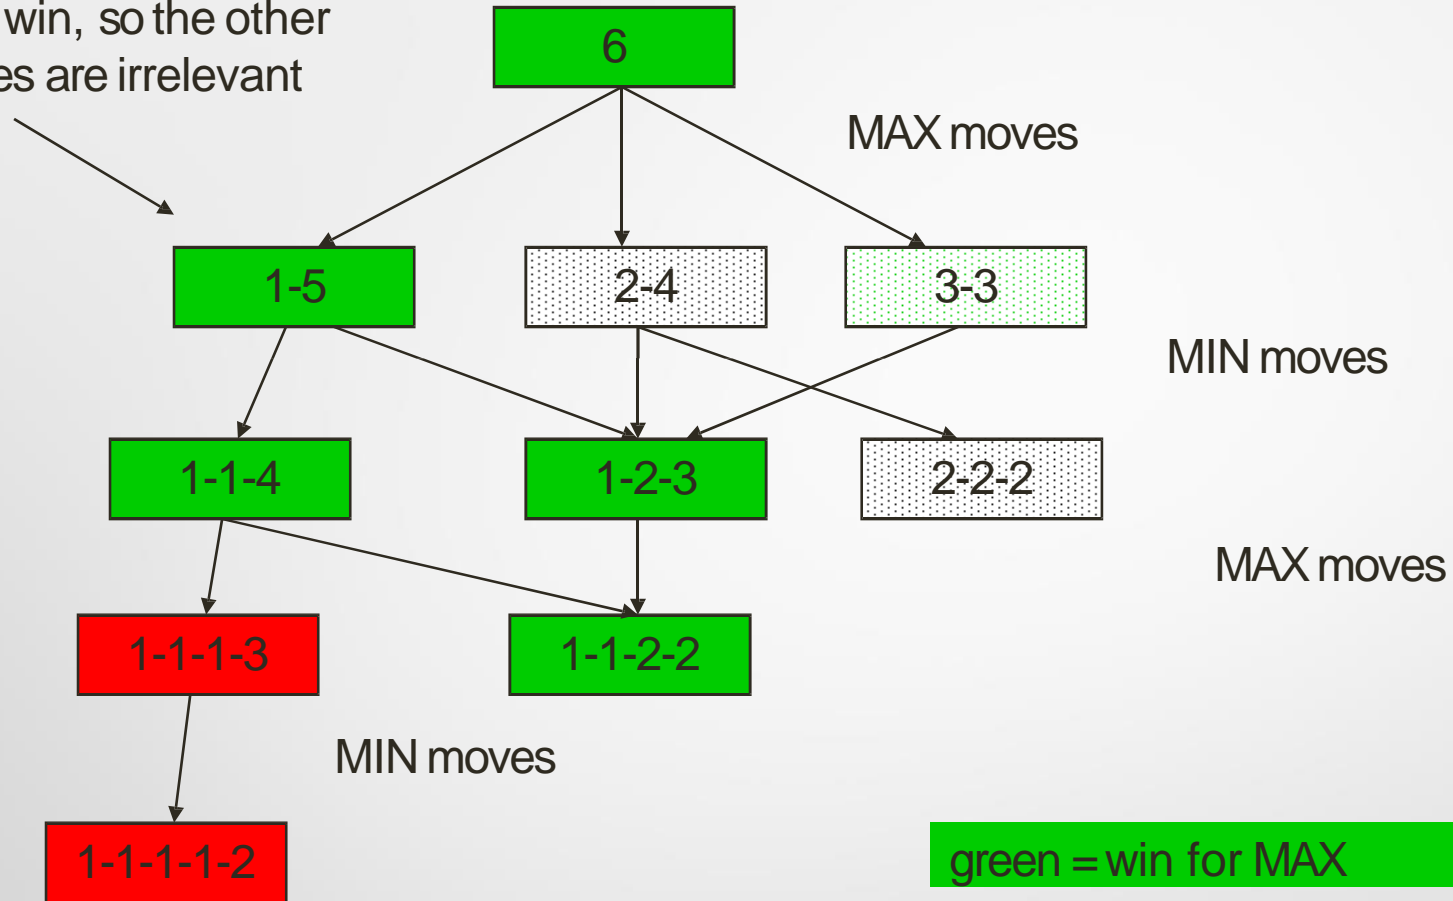 win, so the other
es are irrelevant
6
MAX moves
1-5
2-4
3-3
MIN moves
1-1-4
1-2-3
2-2-2
MAX moves
1-1-1-3
1-1-2-2
MIN moves
1-1-1-1-2
green = win for MAX